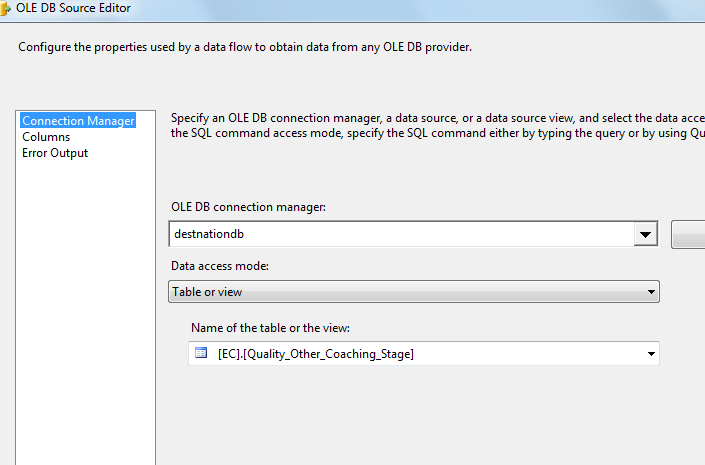 OLE DB Source Editor
Configure the properties used by a data flow to obtain data from any OLE DB provider.
Connection Manager
Columns
Error Output
Specify an OLE DB connection manager, a data source, or a data source view, and select the data acce
the SQL command access mode, specify the SQL command either by typing the query or by using Qu
OLE DB connection manager:
destnationdb
Data access mode:
Table or view
Name of the table or the view:
[EC].[Quality_Other_Coaching_Stage]